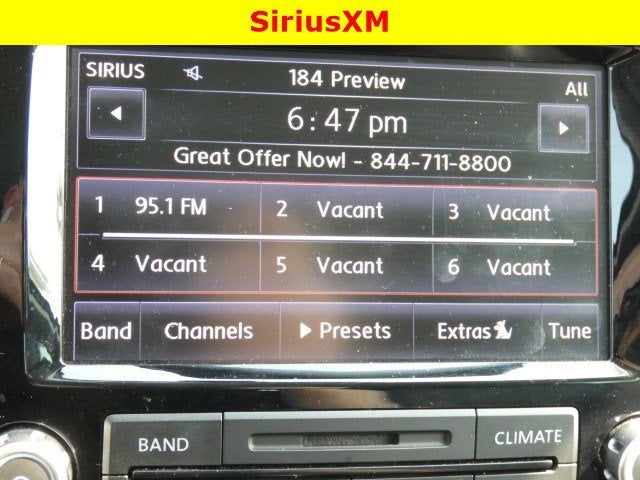 SiriusXM
SIRIUS 184 Preview All
6:47 pm
Great Offer Now! - 844-711-8800
1 95.1 FM 2 Vacant 3 Vacant
4 Vacant 5 Vacant 6 Vacant
Band Channels Presets Extras Tune
BAND CLIMATE